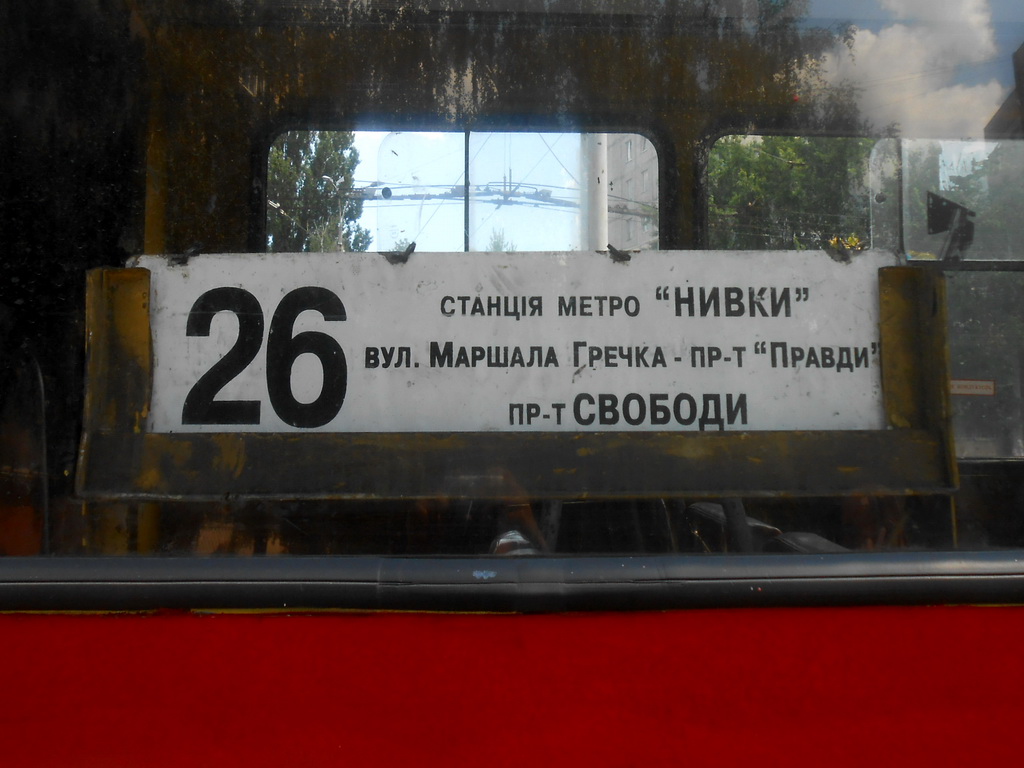 26
СТАНЦІЯ МЕТРО “НИВКИ”
ВУЛ. МАРШАЛА ГРЕЧКА - ПР-Т “ПРАВДИ”
ПР-Т СВОБОДИ